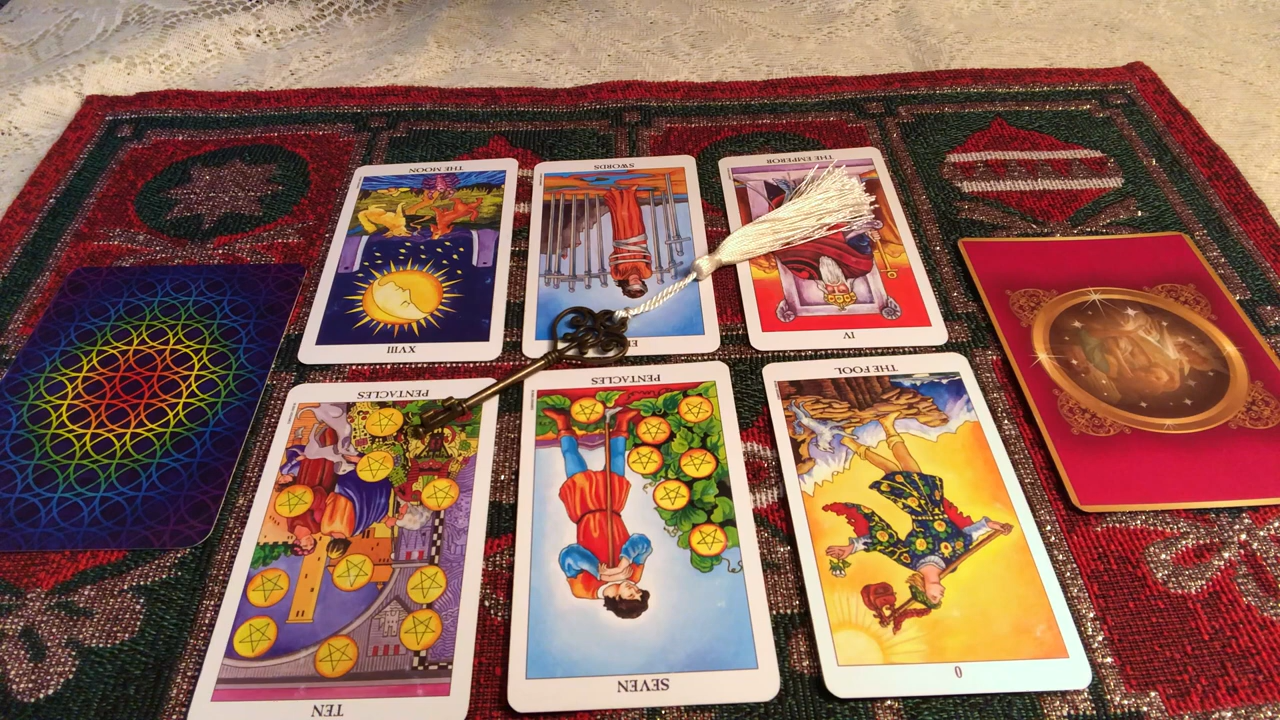 THE MOON
SWORDS
THE EMPEROR
XVIII
IV
PENTACLES
PENTACLES
THE FOOL
TEN
SEVEN
0